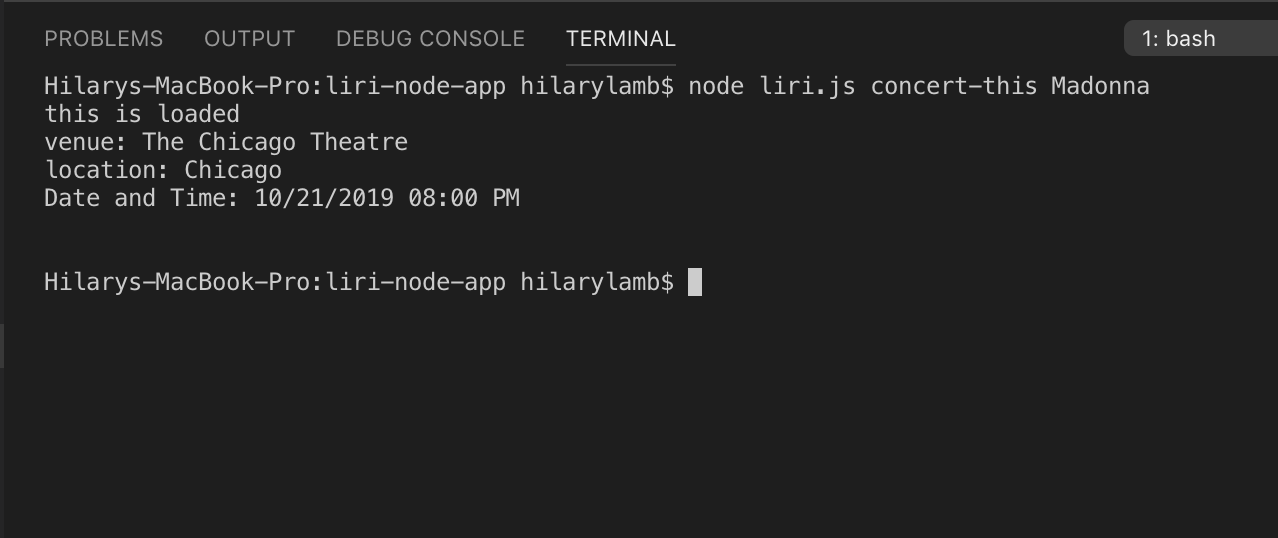 PROBLEMS OUTPUT DEBUG CONSOLE TERMINAL 1: bash
Hilarys-MacBook-Pro:liri-node-app hilarylamb$ node liri.js concert-this Madonna
this is loaded
venue: The Chicago Theatre
location: Chicago
Date and Time: 10/21/2019 08:00 PM
Hilarys-MacBook-Pro:liri-node-app hilarylamb$